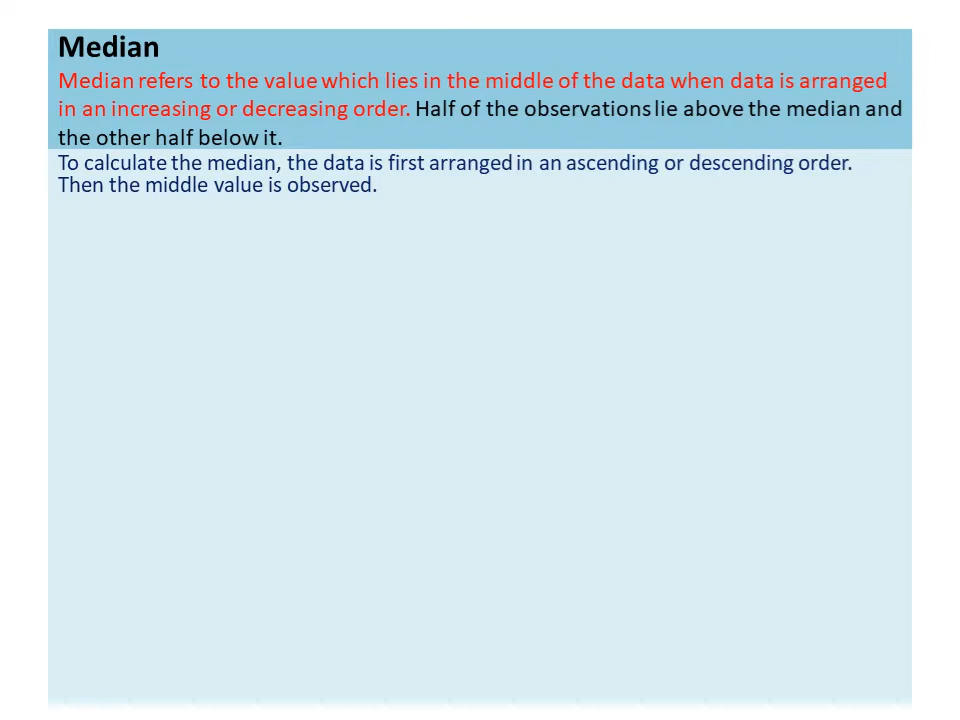 Median
Median refers to the value which lies in the middle of the data when data is arranged
in an increasing or decreasing order. Half of the observations lie above the median and
the other half below it.
To calculate the median, the data is first arranged in an ascending or descending order.
Then the middle value is observed.